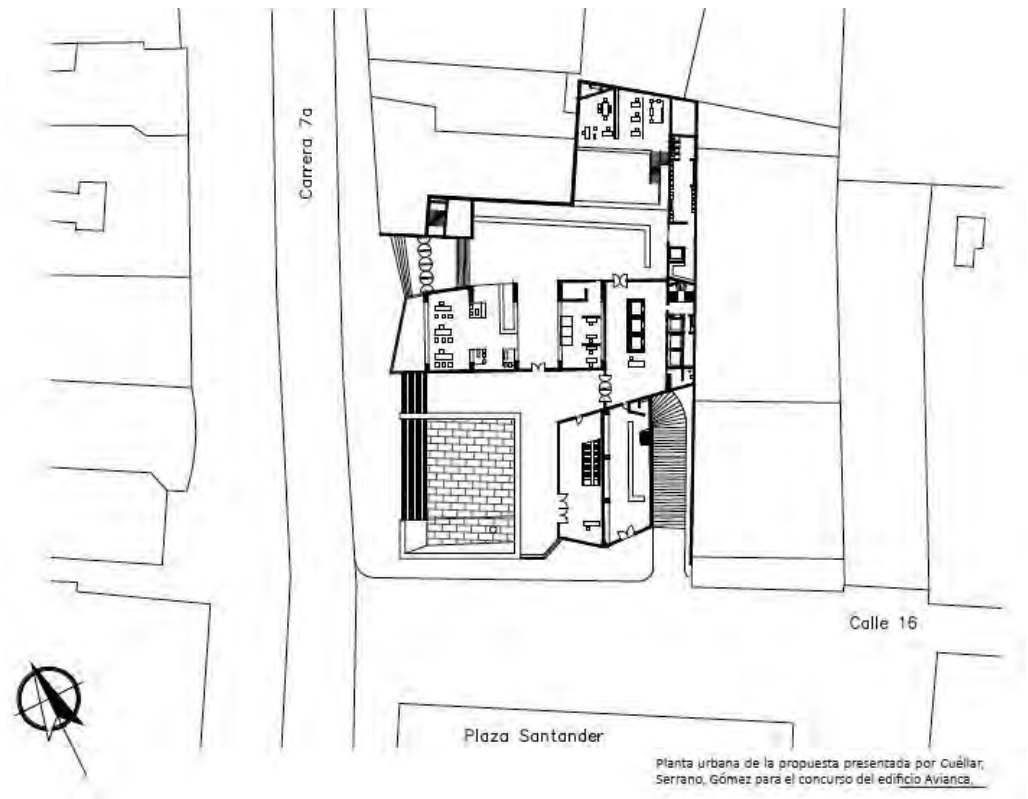 Carrera 7a
Calle 16
Plaza Santander
Planta urbana de la propuesta presentada por Cuéllar,
Serrano, Gómez para el concurso del edificio Avianca.